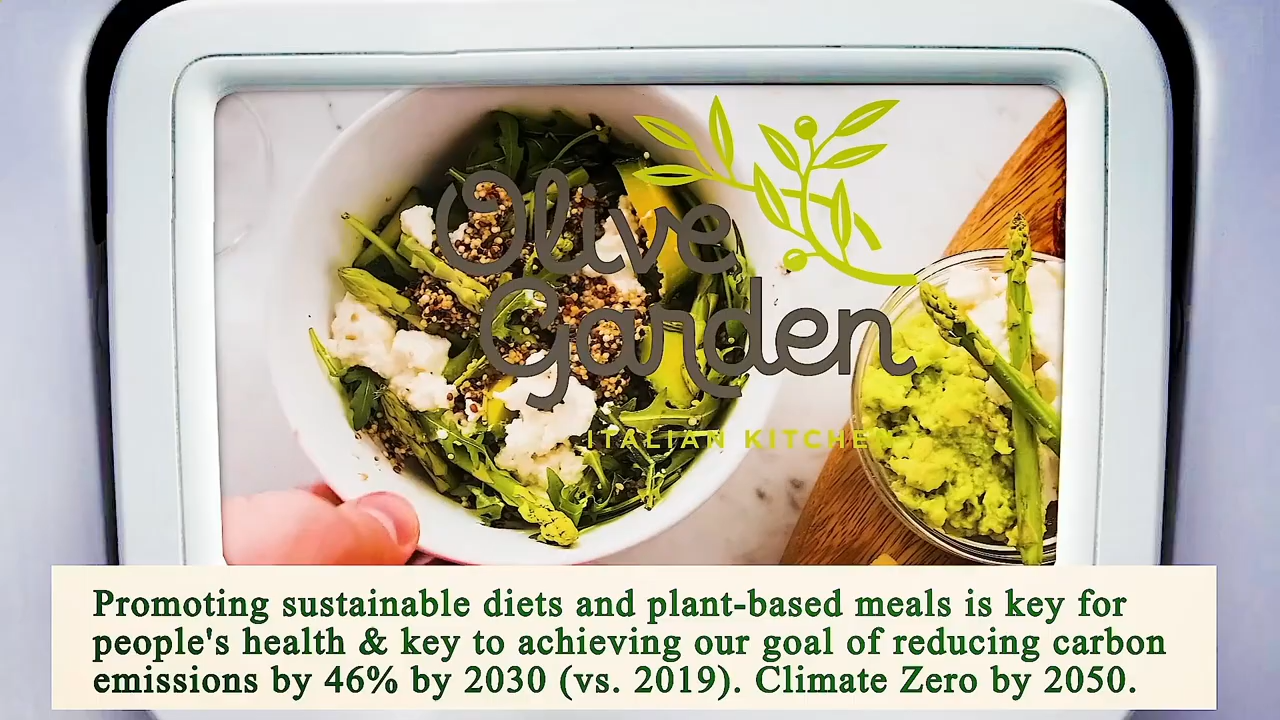 Olive
Garden
ITALIAN KITCHEN
Promoting sustainable diets and plant-based meals is key for
people's health & key to achieving our goal of reducing carbon
emissions by 46% by 2030 (vs. 2019). Climate Zero by 2050.